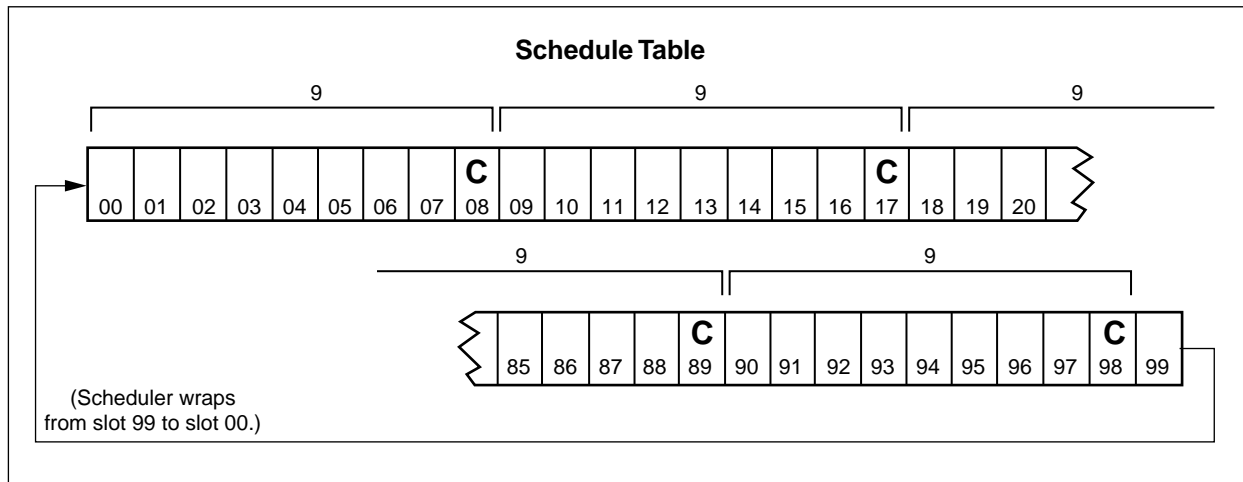 Schedule Table
9 9 9
C C
00 01 02 03 04 05 06 07 08 09 10 11 12 13 14 15 16 17 18 19 20
9 9
C C
85 86 87 88 89 90 91 92 93 94 95 96 97 98 99
(Scheduler wraps
from slot 99 to slot 00.)